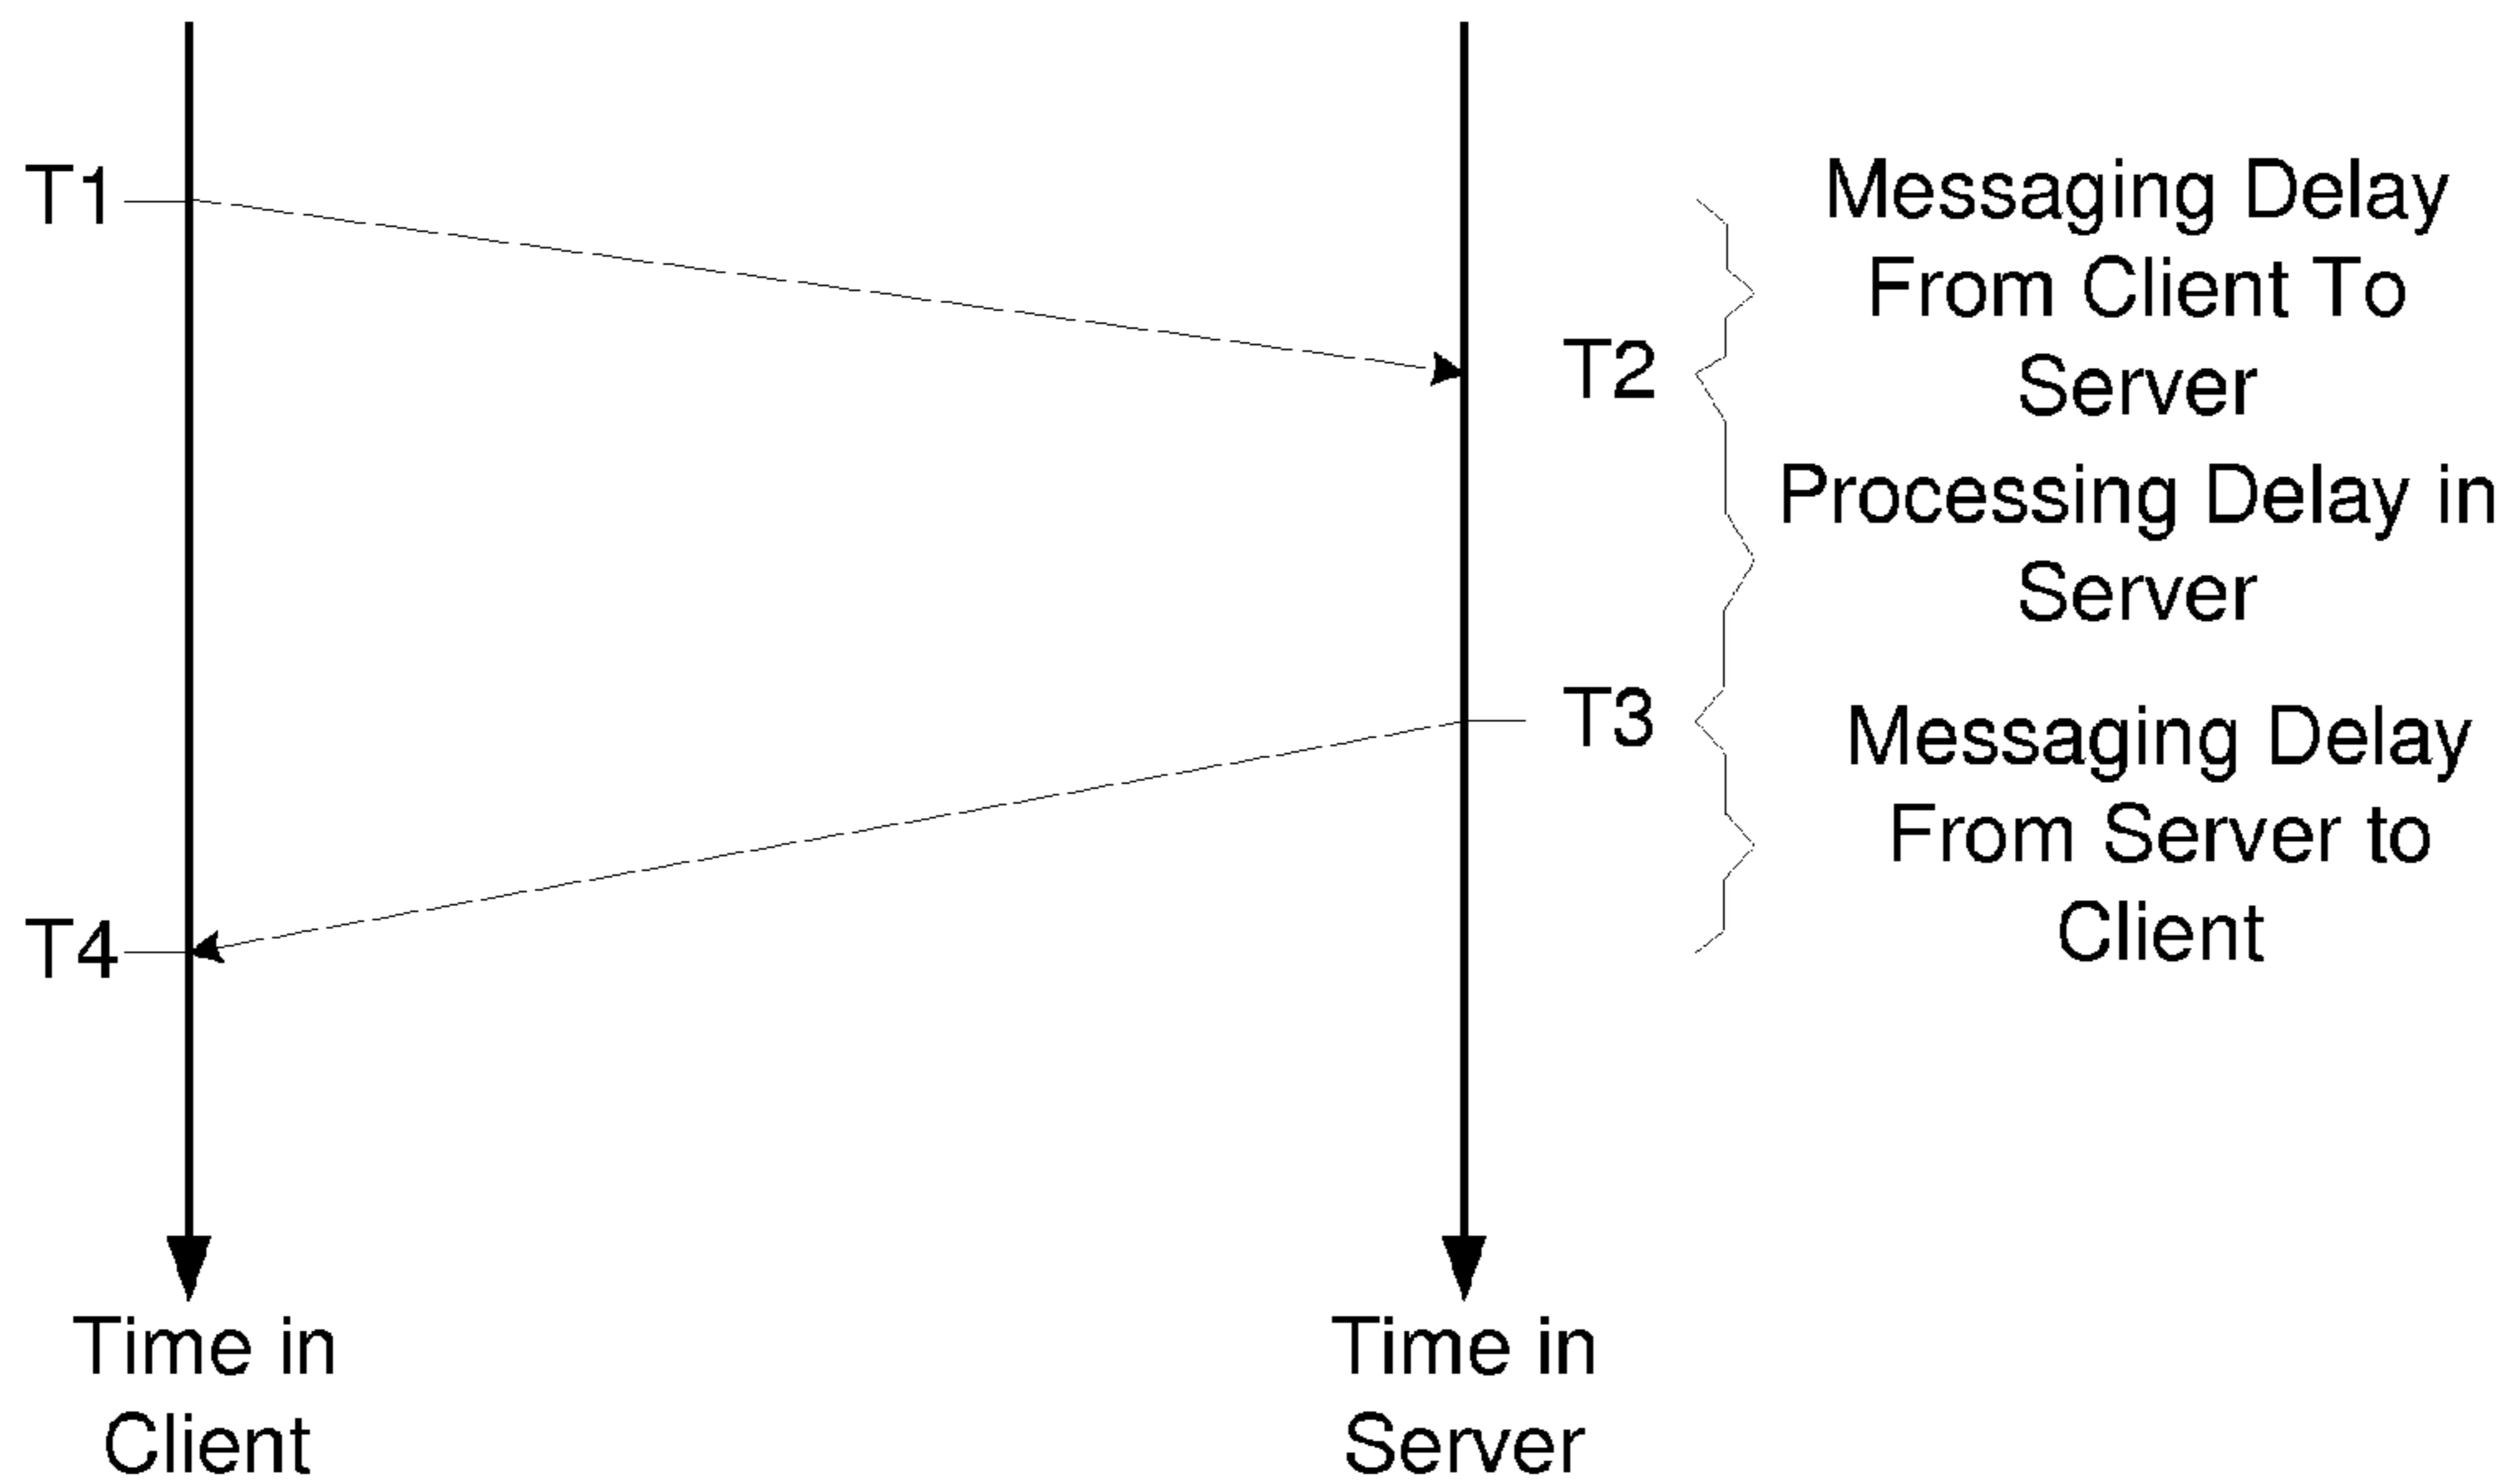 T1
Messaging Delay
From Client To
Server
T2
Processing Delay in
Server
T3
Messaging Delay
From Server to
Client
T4
Time in
Client
Time in
Server